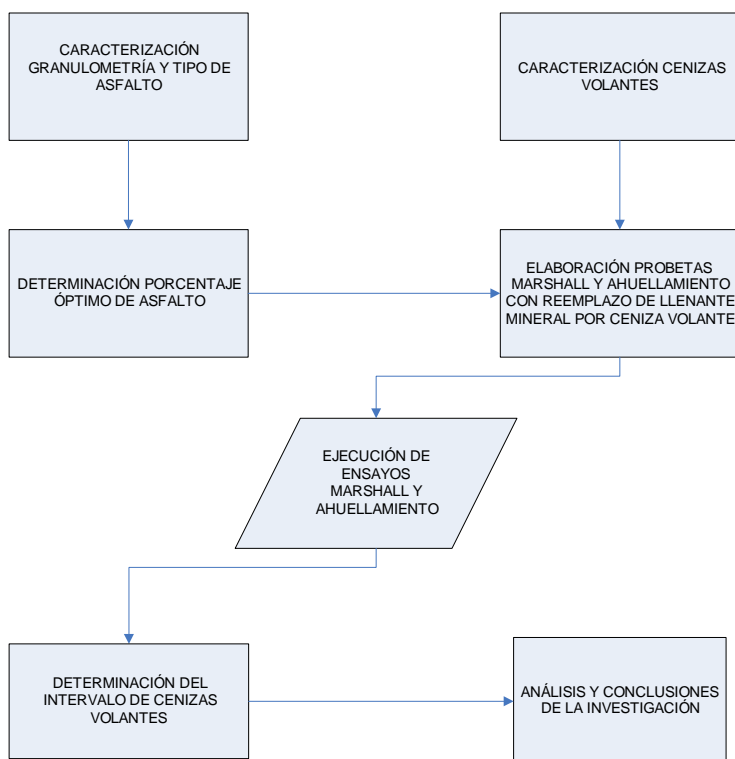 CARACTERIZACIÓN
GRANULOMETRÍA Y TIPO DE
ASFALTO
CARACTERIZACIÓN CENIZAS
VOLANTES
DETERMINACIÓN PORCENTAJE
ÓPTIMO DE ASFALTO
ELABORACIÓN PROBETAS
MARSHALL Y AHUELLAMIENTO
CON REEMPLAZO DE LLENANTE
MINERAL POR CENIZA VOLANTE
EJECUCIÓN DE
ENSAYOS
MARSHALL Y
AHUELLAMIENTO
DETERMINACIÓN DEL
INTERVALO DE CENIZAS
VOLANTES
ANÁLISIS Y CONCLUSIONES
DE LA INVESTIGACIÓN